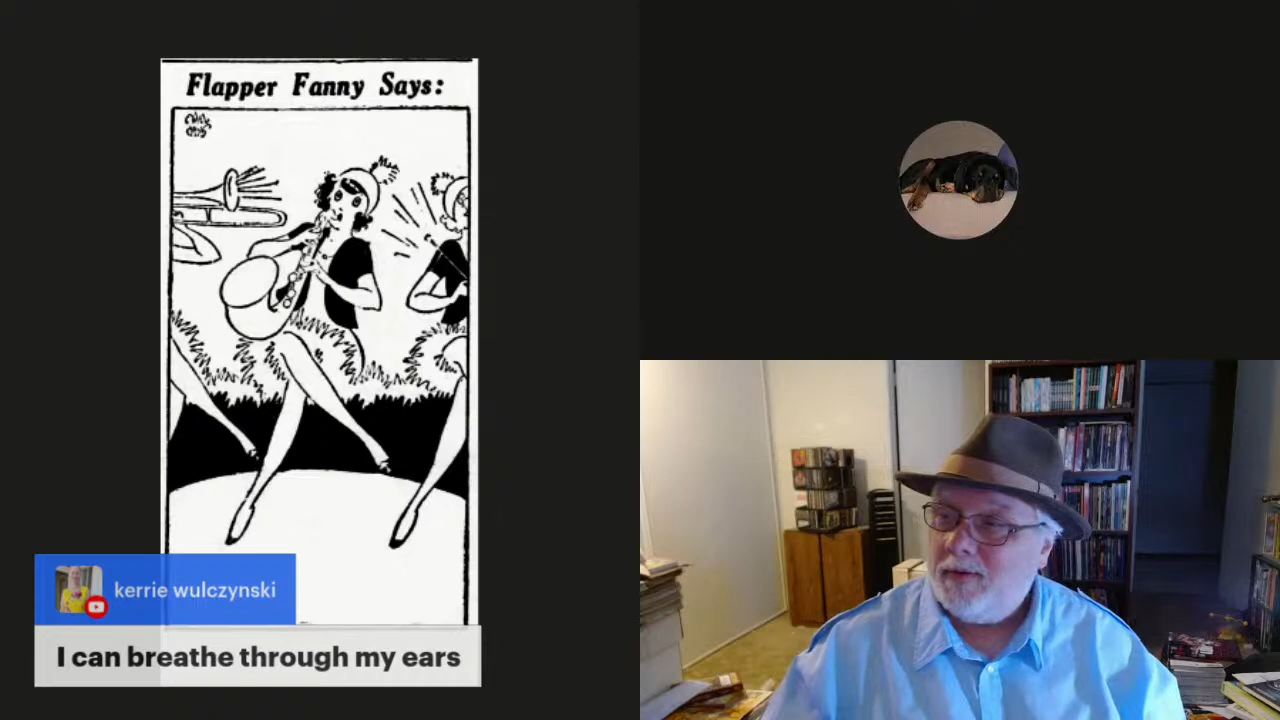 Flapper Fanny Says:
kerrie wulczynski
I can breathe through my ears